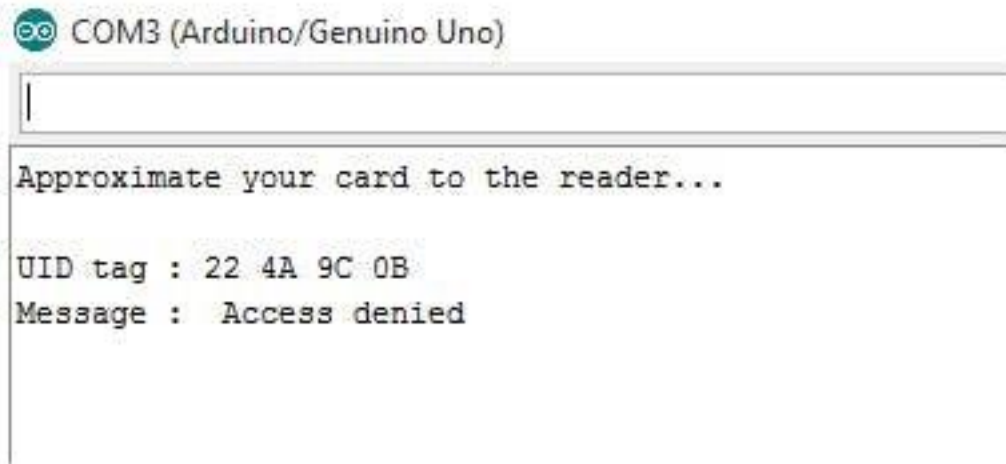 COM3 (Arduino/Genuino Uno)
Approximate your card to the reader...
UID tag : 22 4A 9C 0B
Message :  Access denied